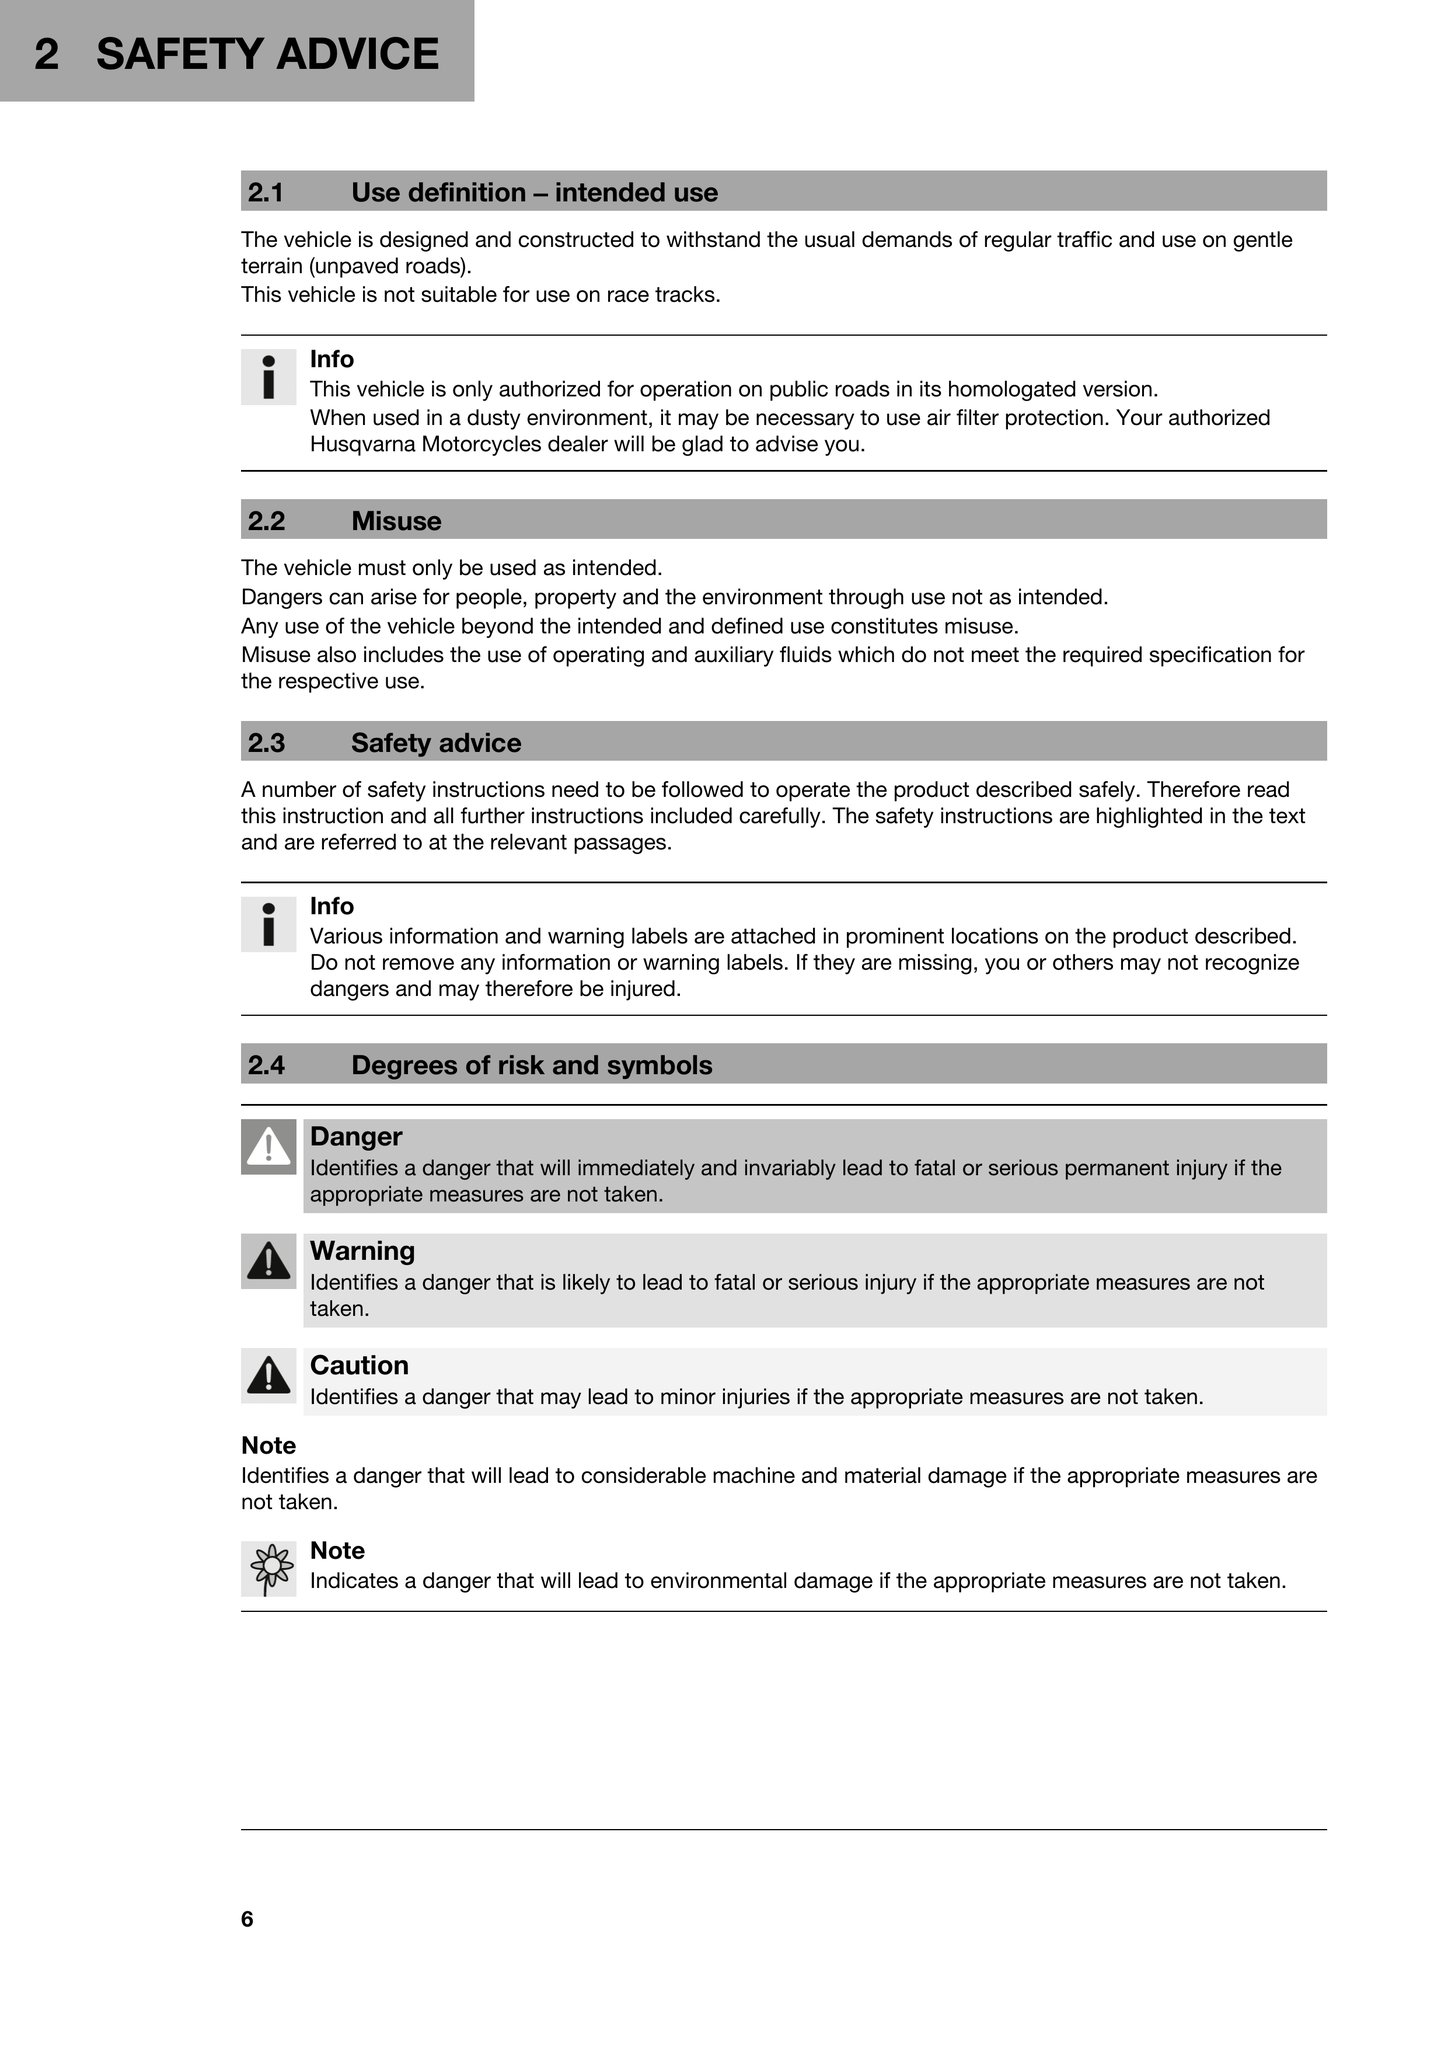 2 SAFETY ADVICE
2.1 Use definition – intended use
The vehicle is designed and constructed to withstand the usual demands of regular traffic and use on gentle
terrain (unpaved roads).
This vehicle is not suitable for use on race tracks.
Info
This vehicle is only authorized for operation on public roads in its homologated version.
When used in a dusty environment, it may be necessary to use air filter protection. Your authorized
Husqvarna Motorcycles dealer will be glad to advise you.
2.2 Misuse
The vehicle must only be used as intended.
Dangers can arise for people, property and the environment through use not as intended.
Any use of the vehicle beyond the intended and defined use constitutes misuse.
Misuse also includes the use of operating and auxiliary fluids which do not meet the required specification for
the respective use.
2.3 Safety advice
A number of safety instructions need to be followed to operate the product described safely. Therefore read
this instruction and all further instructions included carefully. The safety instructions are highlighted in the text
and are referred to at the relevant passages.
Info
Various information and warning labels are attached in prominent locations on the product described.
Do not remove any information or warning labels. If they are missing, you or others may not recognize
dangers and may therefore be injured.
2.4 Degrees of risk and symbols
Danger
Identifies a danger that will immediately and invariably lead to fatal or serious permanent injury if the
appropriate measures are not taken.
Warning
Identifies a danger that is likely to lead to fatal or serious injury if the appropriate measures are not
taken.
Caution
Identifies a danger that may lead to minor injuries if the appropriate measures are not taken.
Note
Identifies a danger that will lead to considerable machine and material damage if the appropriate measures are
not taken.
Note
Indicates a danger that will lead to environmental damage if the appropriate measures are not taken.
6